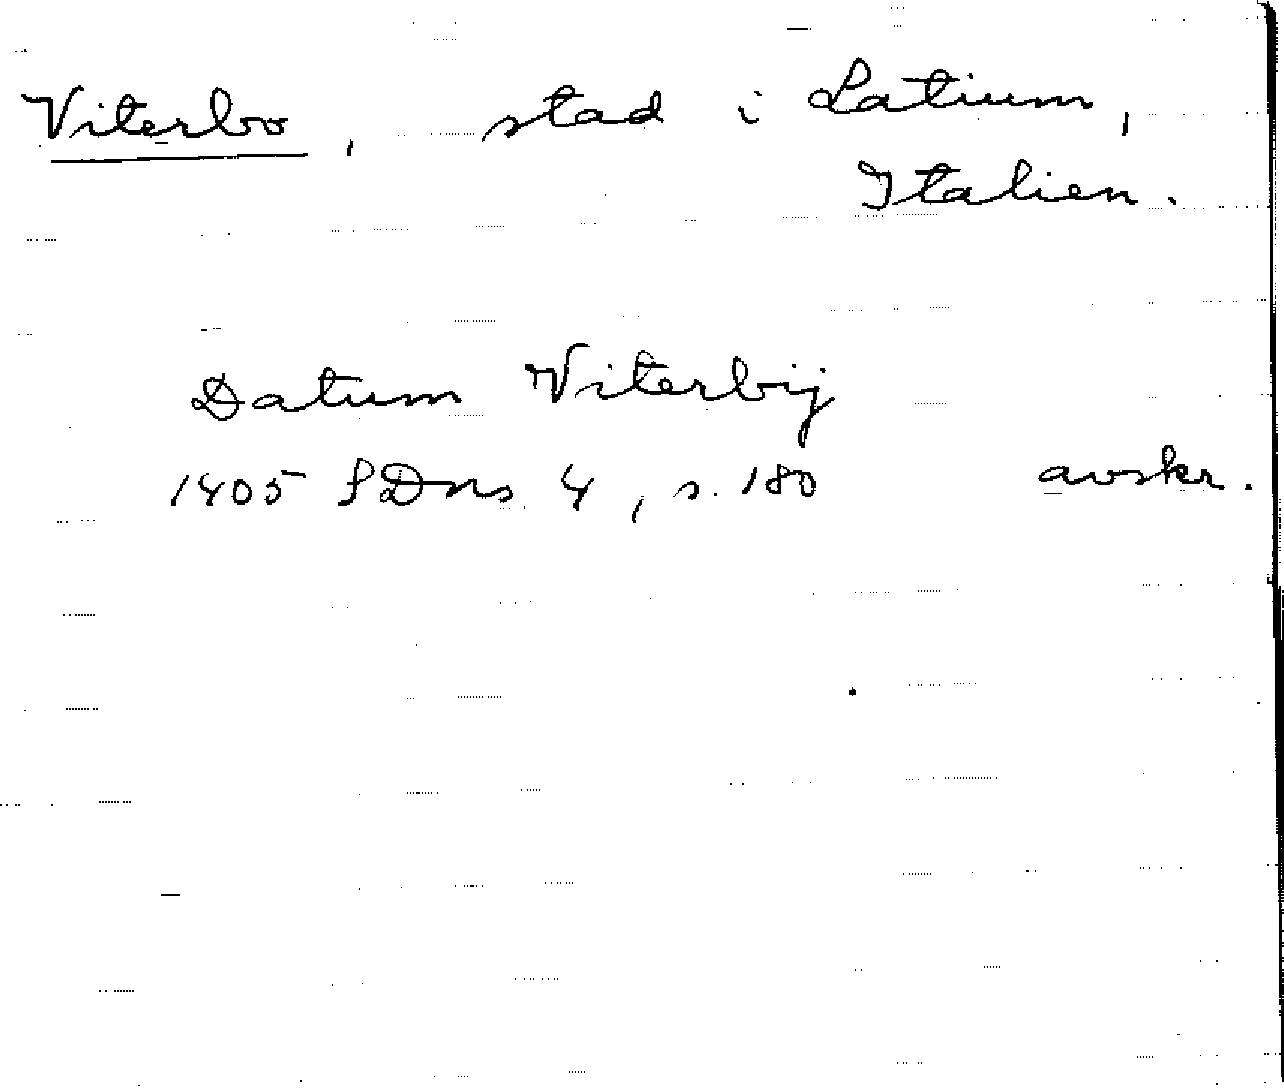 Viterbo, stad i Latium,
Italien.
Datum Viterbij
1405 SDns 4, s. 180 avskr.